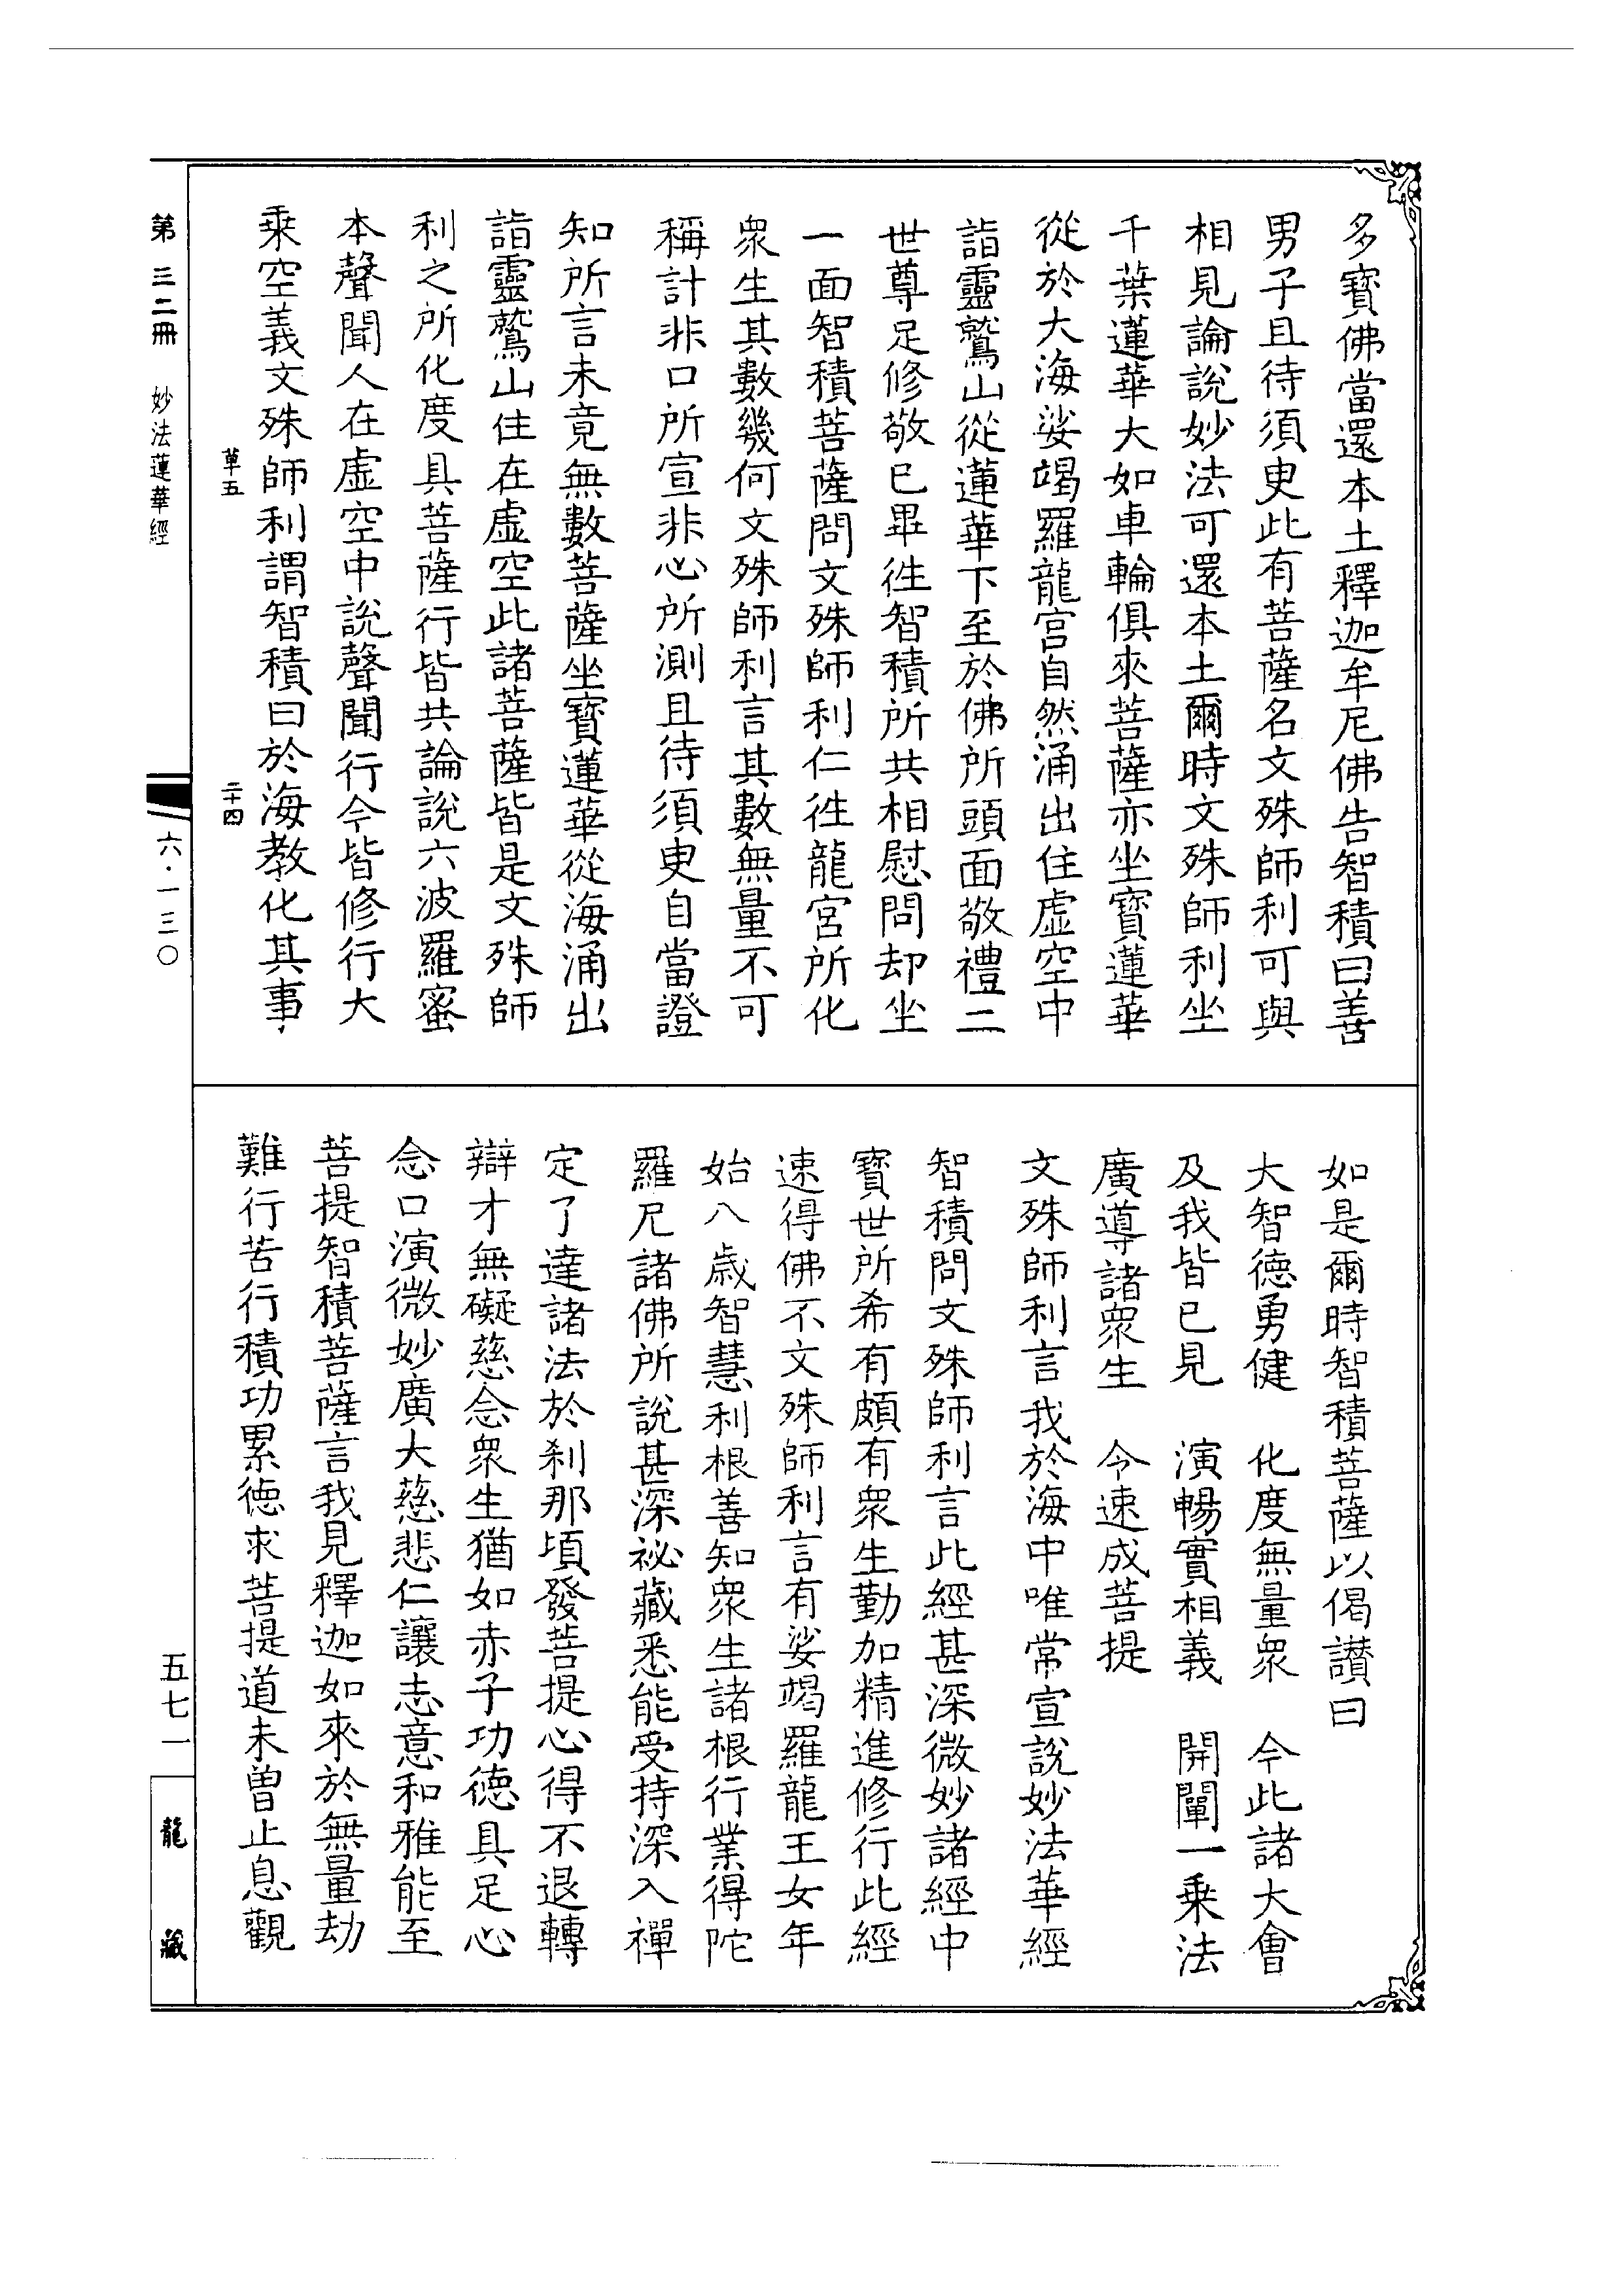 多寶佛當還本土釋迦牟尼佛告智積曰善
男子且待須臾此有菩薩名文殊師利可與
相見論說妙法可還本土爾時文殊師利坐
千葉蓮華大如車輪俱來菩薩亦坐寶蓮華
從於大海娑竭羅龍宮自然涌出住虛空中
詣靈鷲山從蓮華下至於佛所頭面敬禮二
世尊足修敬已畢往智積所共相慰問却坐
一面智積菩薩問文殊師利仁往龍宮所化
眾生其數幾何文殊師利言其數無量不可
稱計非口所宣非心所測且待須臾自當證
知所言未竟無數菩薩坐寶蓮華從海涌出
詣靈鷲山住在虛空此諸菩薩皆是文殊師
利之所化度具菩薩行皆共論說六波羅蜜
本聲聞人在虛空中說聲聞行今皆修行大
乘空義文殊師利謂智積曰於海教化其事
草五
二十四
如是爾時智積菩薩以偈讃曰
大智德勇健　化度無量眾　今此諸大會
及我皆已見　演暢實相義　開闡一乘法
廣導諸眾生　今速成菩提
文殊師利言我於海中唯常宣說妙法華經
智積問文殊師利言此經甚深微妙諸經中
寶世所希有頗有眾生勤加精進修行此經
速得佛不文殊師利言有娑竭羅龍王女年
始八歲智慧利根善知眾生諸根行業得陀
羅尼諸佛所說甚深祕藏悉能受持深入禪
定了達諸法於剎那頃發菩提心得不退轉
辯才無礙慈念眾生猶如赤子功德具足心
念口演微妙廣大慈悲仁讓志意和雅能至
菩提智積菩薩言我見釋迦如來於無量劫
難行苦行積功累德求菩提道未曾止息觀
第三二冊　妙法蓮華經
六·一三〇
五七一
龍藏